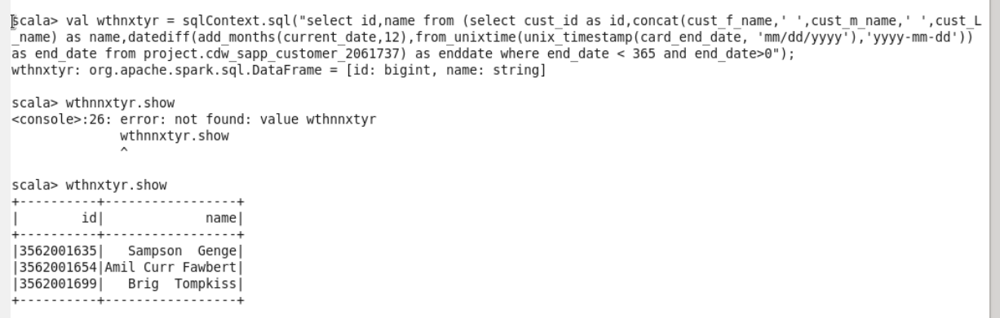 scala> val wthnxtyr = sqlContext.sql("select id,name from (select cust_id as id,concat(cust_f_name,' ',cust_m_name,' ',cust_L
_name) as name,datediff(add_months(current_date,12),from_unixtime(unix_timestamp(card_end_date, 'mm/dd/yyyy'),'yyyy-mm-dd'))
as end_date from project.cdw_sapp_customer_2061737) as enddate where end_date < 365 and end_date>0");
wthnxtyr: org.apache.spark.sql.DataFrame = [id: bigint, name: string]

scala> wthnnxtyr.show
<console>:26: error: not found: value wthnnxtyr
              wthnnxtyr.show
              ^

scala> wthnxtyr.show
+----------+-----------------+
|        id|             name|
+----------+-----------------+
|3562001635|   Sampson  Genge|
|3562001654|Amil Curr Fawbert|
|3562001699|   Brig  Tompkiss|
+----------+-----------------+